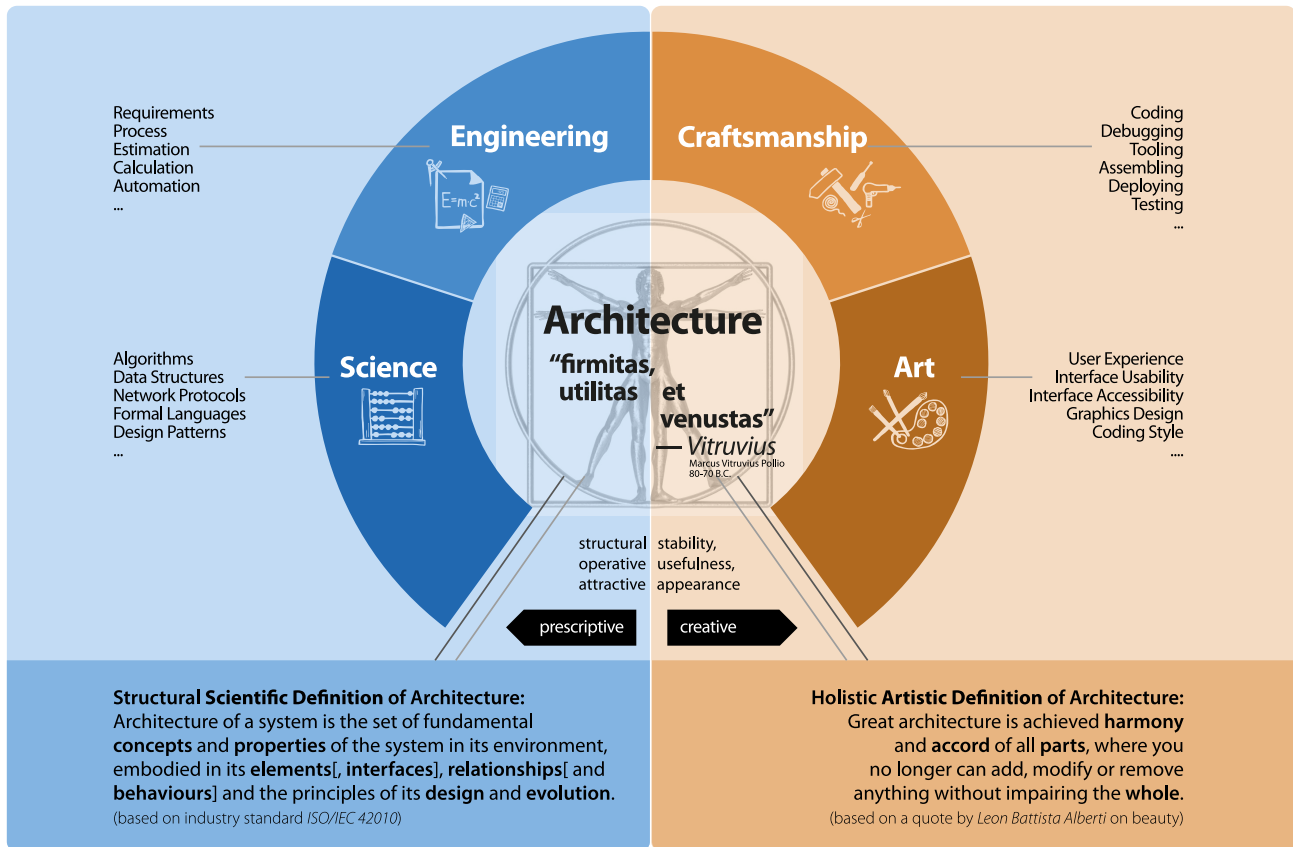 Engineering
Craftsmanship
Requirements
Process
Estimation
Calculation
Automation
...
Coding
Debugging
Tooling
Assembling
Deploying
Testing
...
E=mc²
Architecture
“firmitas,
utilitas et
venustas”
— Vitruvius
Marcus Vitruvius Pollio
80-70 B.C.
Science
Art
Algorithms
Data Structures
Network Protocols
Formal Languages
Design Patterns
...
User Experience
Interface Usability
Interface Accessibility
Graphics Design
Coding Style
....
structural stability,
operative usefulness,
attractive appearance
prescriptive
creative
Structural Scientific Definition of Architecture:
Architecture of a system is the set of fundamental
concepts and properties of the system in its environment,
embodied in its elements[, interfaces], relationships[ and
behaviours] and the principles of its design and evolution.
(based on industry standard ISO/IEC 42010)
Holistic Artistic Definition of Architecture:
Great architecture is achieved harmony
and accord of all parts, where you
no longer can add, modify or remove
anything without impairing the whole.
(based on a quote by Leon Battista Alberti on beauty)